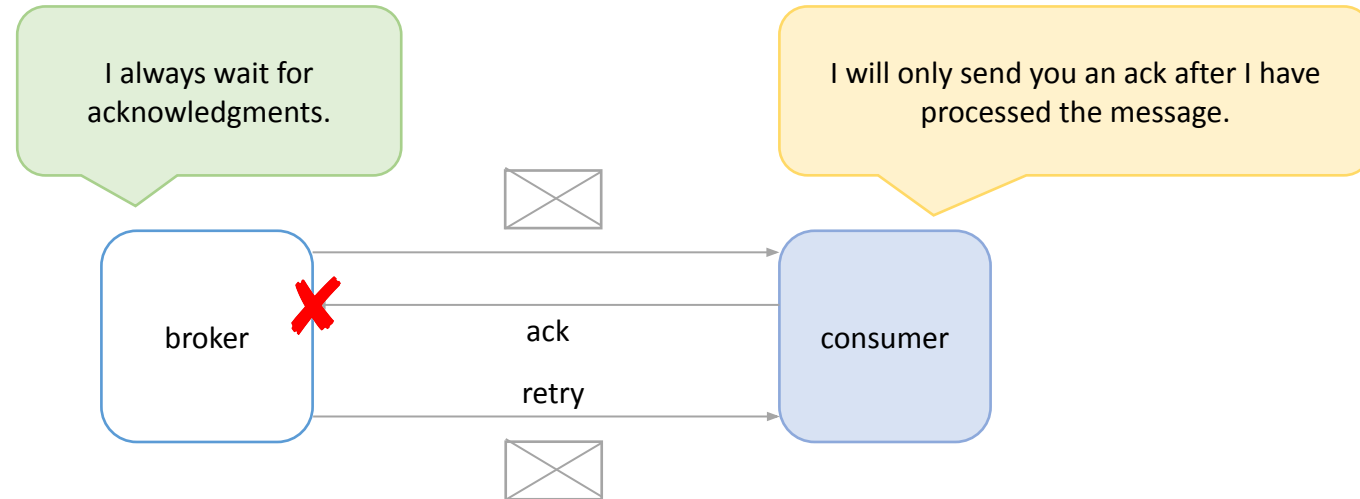 I always wait for
acknowledgments.
I will only send you an ack after I have
processed the message.
broker
ack
retry
consumer